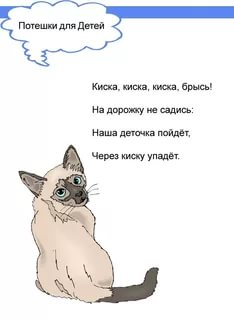 Потешки для Детей
Киска, киска, киска, брысь!
На дорожку не садись:
Наша деточка пойдёт,
Через киску упадёт.